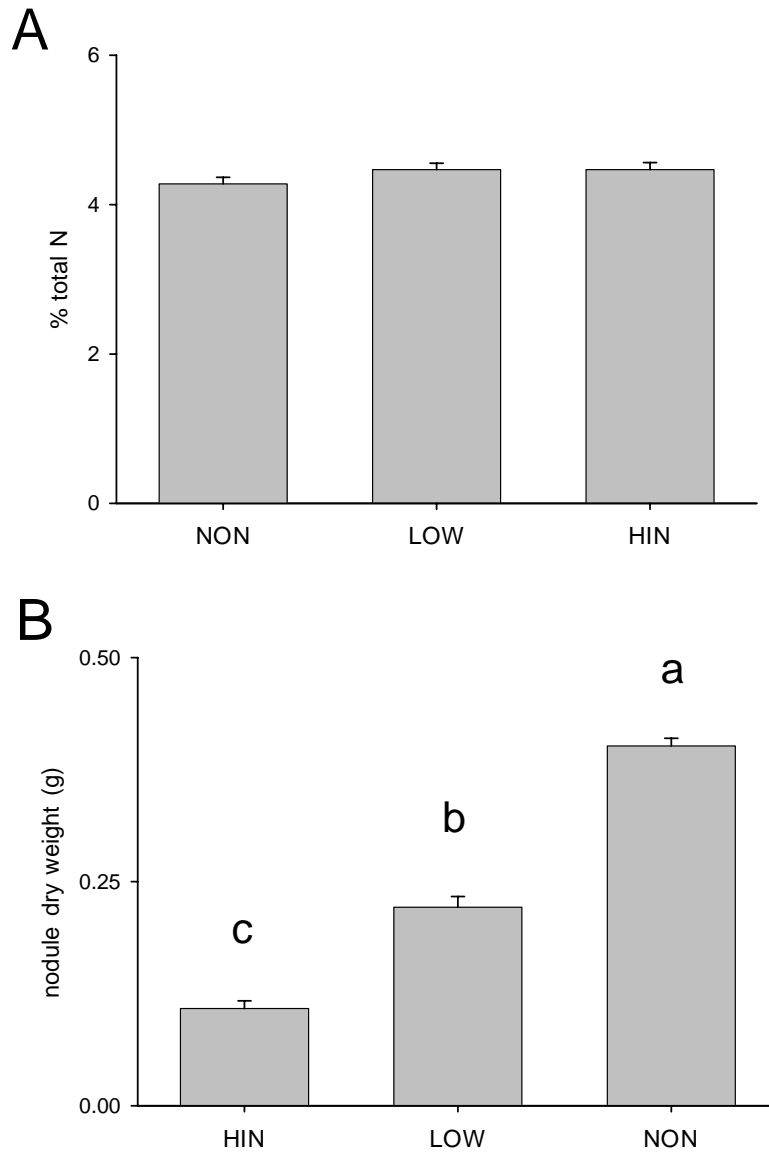 A
6
4
2
0
% total N
NON LOW HIN
B
0.50
0.25
0.00
nodule dry weight (g)
a
b
c
HIN LOW NON